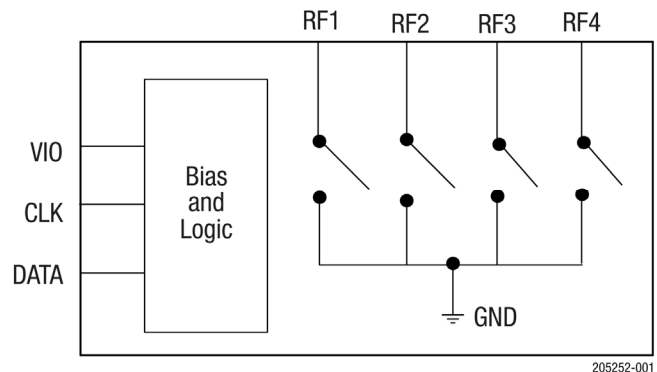 RF1 RF2 RF3 RF4
VIO
CLK
DATA
Bias
and
Logic
GND
205252-001